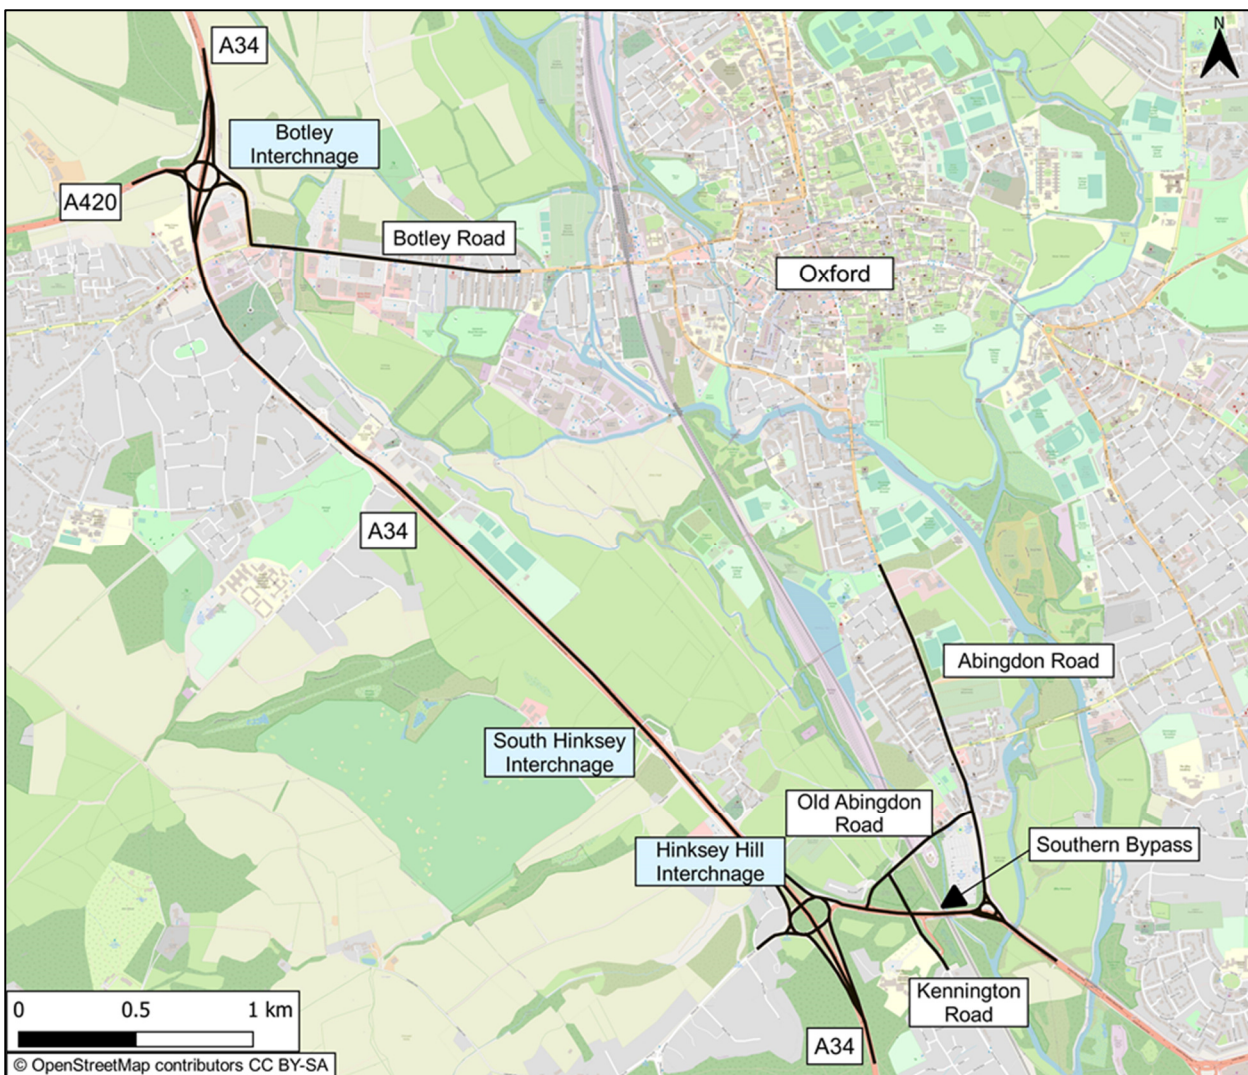 N
A34
Botley
Interchnage
A420
Botley Road
Oxford
A34
Abingdon Road
South Hinksey
Interchnage
Old Abingdon
Road
Southern Bypass
Hinksey Hill
Interchnage
Kennington
Road
A34
0 0.5 1 km
© OpenStreetMap contributors CC BY-SA